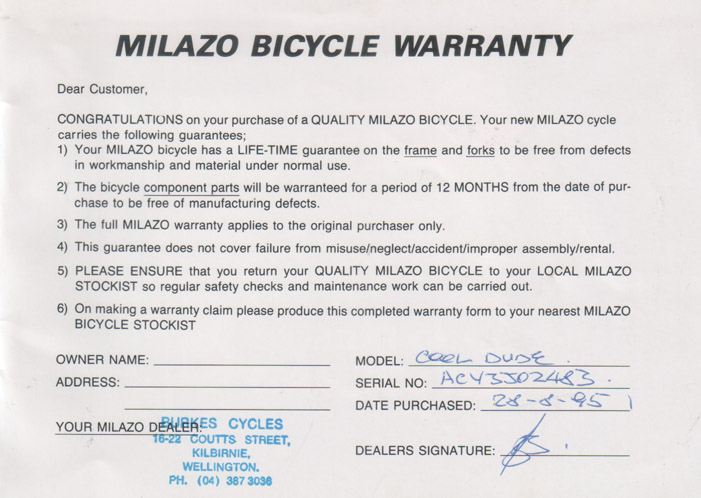 MILAZO BICYCLE WARRANTY
Dear Customer,
CONGRATULATIONS on your purchase of a QUALITY MILAZO BICYCLE. Your new MILAZO cycle
carries the following guarantees;
1) Your MILAZO bicycle has a LIFE-TIME guarantee on the frame and forks to be free from defects
in workmanship and material under normal use.
2) The bicycle component parts will be warranteed for a period of 12 MONTHS from the date of pur-
chase to be free of manufacturing defects.
3) The full MILAZO warranty applies to the original purchaser only.
4) This guarantee does not cover failure from misuse/neglect/accident/improper assembly/rental.
5) PLEASE ENSURE that you return your QUALITY MILAZO BICYCLE to your LOCAL MILAZO
STOCKIST so regular safety checks and maintenance work can be carried out.
6) On making a warranty claim please produce this completed warranty form to your nearest MILAZO
BICYCLE STOCKIST
OWNER NAME:
ADDRESS:
MODEL: COOL DUDE.
SERIAL NO: ACY3502483.
DATE PURCHASED: 28-8-95
YOUR MILAZO DEALER:
BURKES CYCLES
16-22 COUTTS STREET,
KILBIRNIE,
WELLINGTON.
PH. (04) 387 3036
DEALERS SIGNATURE: